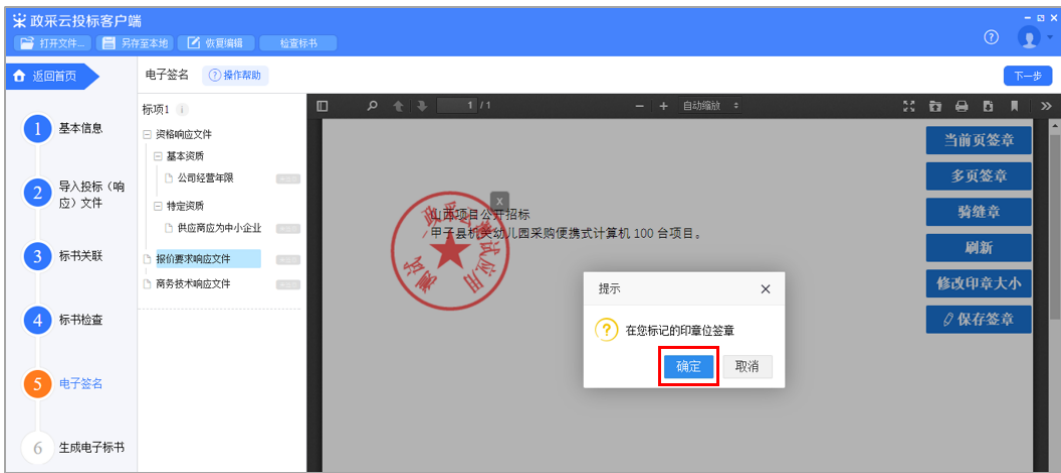 政采云投标客户端
打开文件... 另存至本地 恢复编辑 检查标书
返回首页
电子签名 操作帮助
下一步
1 基本信息
2 导入投标（响应）文件
3 标书关联
4 标书检查
5 电子签名
6 生成电子标书
标项1
资格响应文件
基本资质
公司经营年限
特定资质
供应商应为中小企业
报价要求响应文件
商务技术响应文件
1 / 1
自动缩放
山西项目公开招标
甲子县机关幼儿园采购便携式计算机 100 台项目。
提示
在您标记的印章位签章
确定 取消
当前页签章
多页签章
骑缝章
刷新
修改印章大小
保存签章